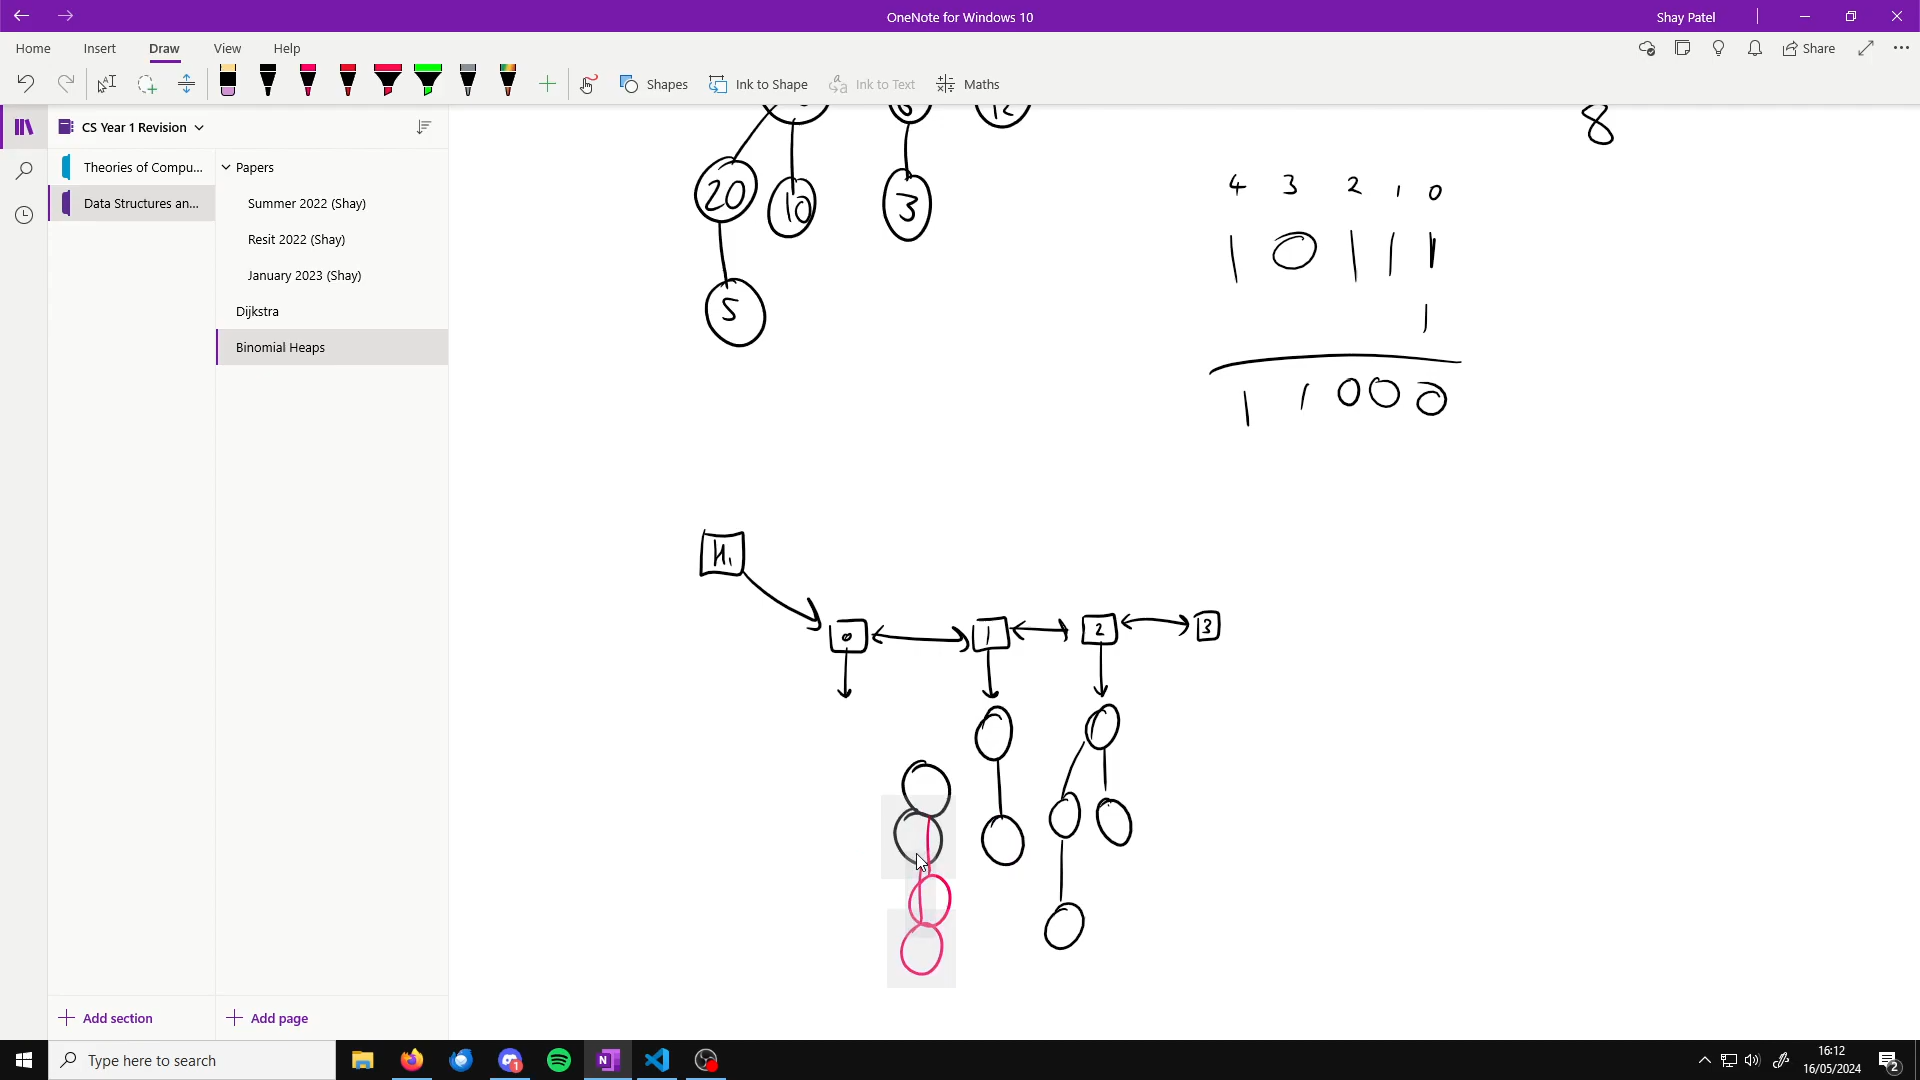 OneNote for Windows 10
Shay Patel
Home Insert Draw View Help
Share
Shapes
Ink to Shape
Ink to Text
Maths
CS Year 1 Revision
Theories of Compu...
Data Structures an...
Papers
Summer 2022 (Shay)
Resit 2022 (Shay)
January 2023 (Shay)
Dijkstra
Binomial Heaps
8
20
10
3
5
12
4 3 2 1 0
1 0 1 1 1
1
1 1 0 0 0
H1
0
1
2
3
Add section
Add page
Type here to search
1
16:12
16/05/2024
2